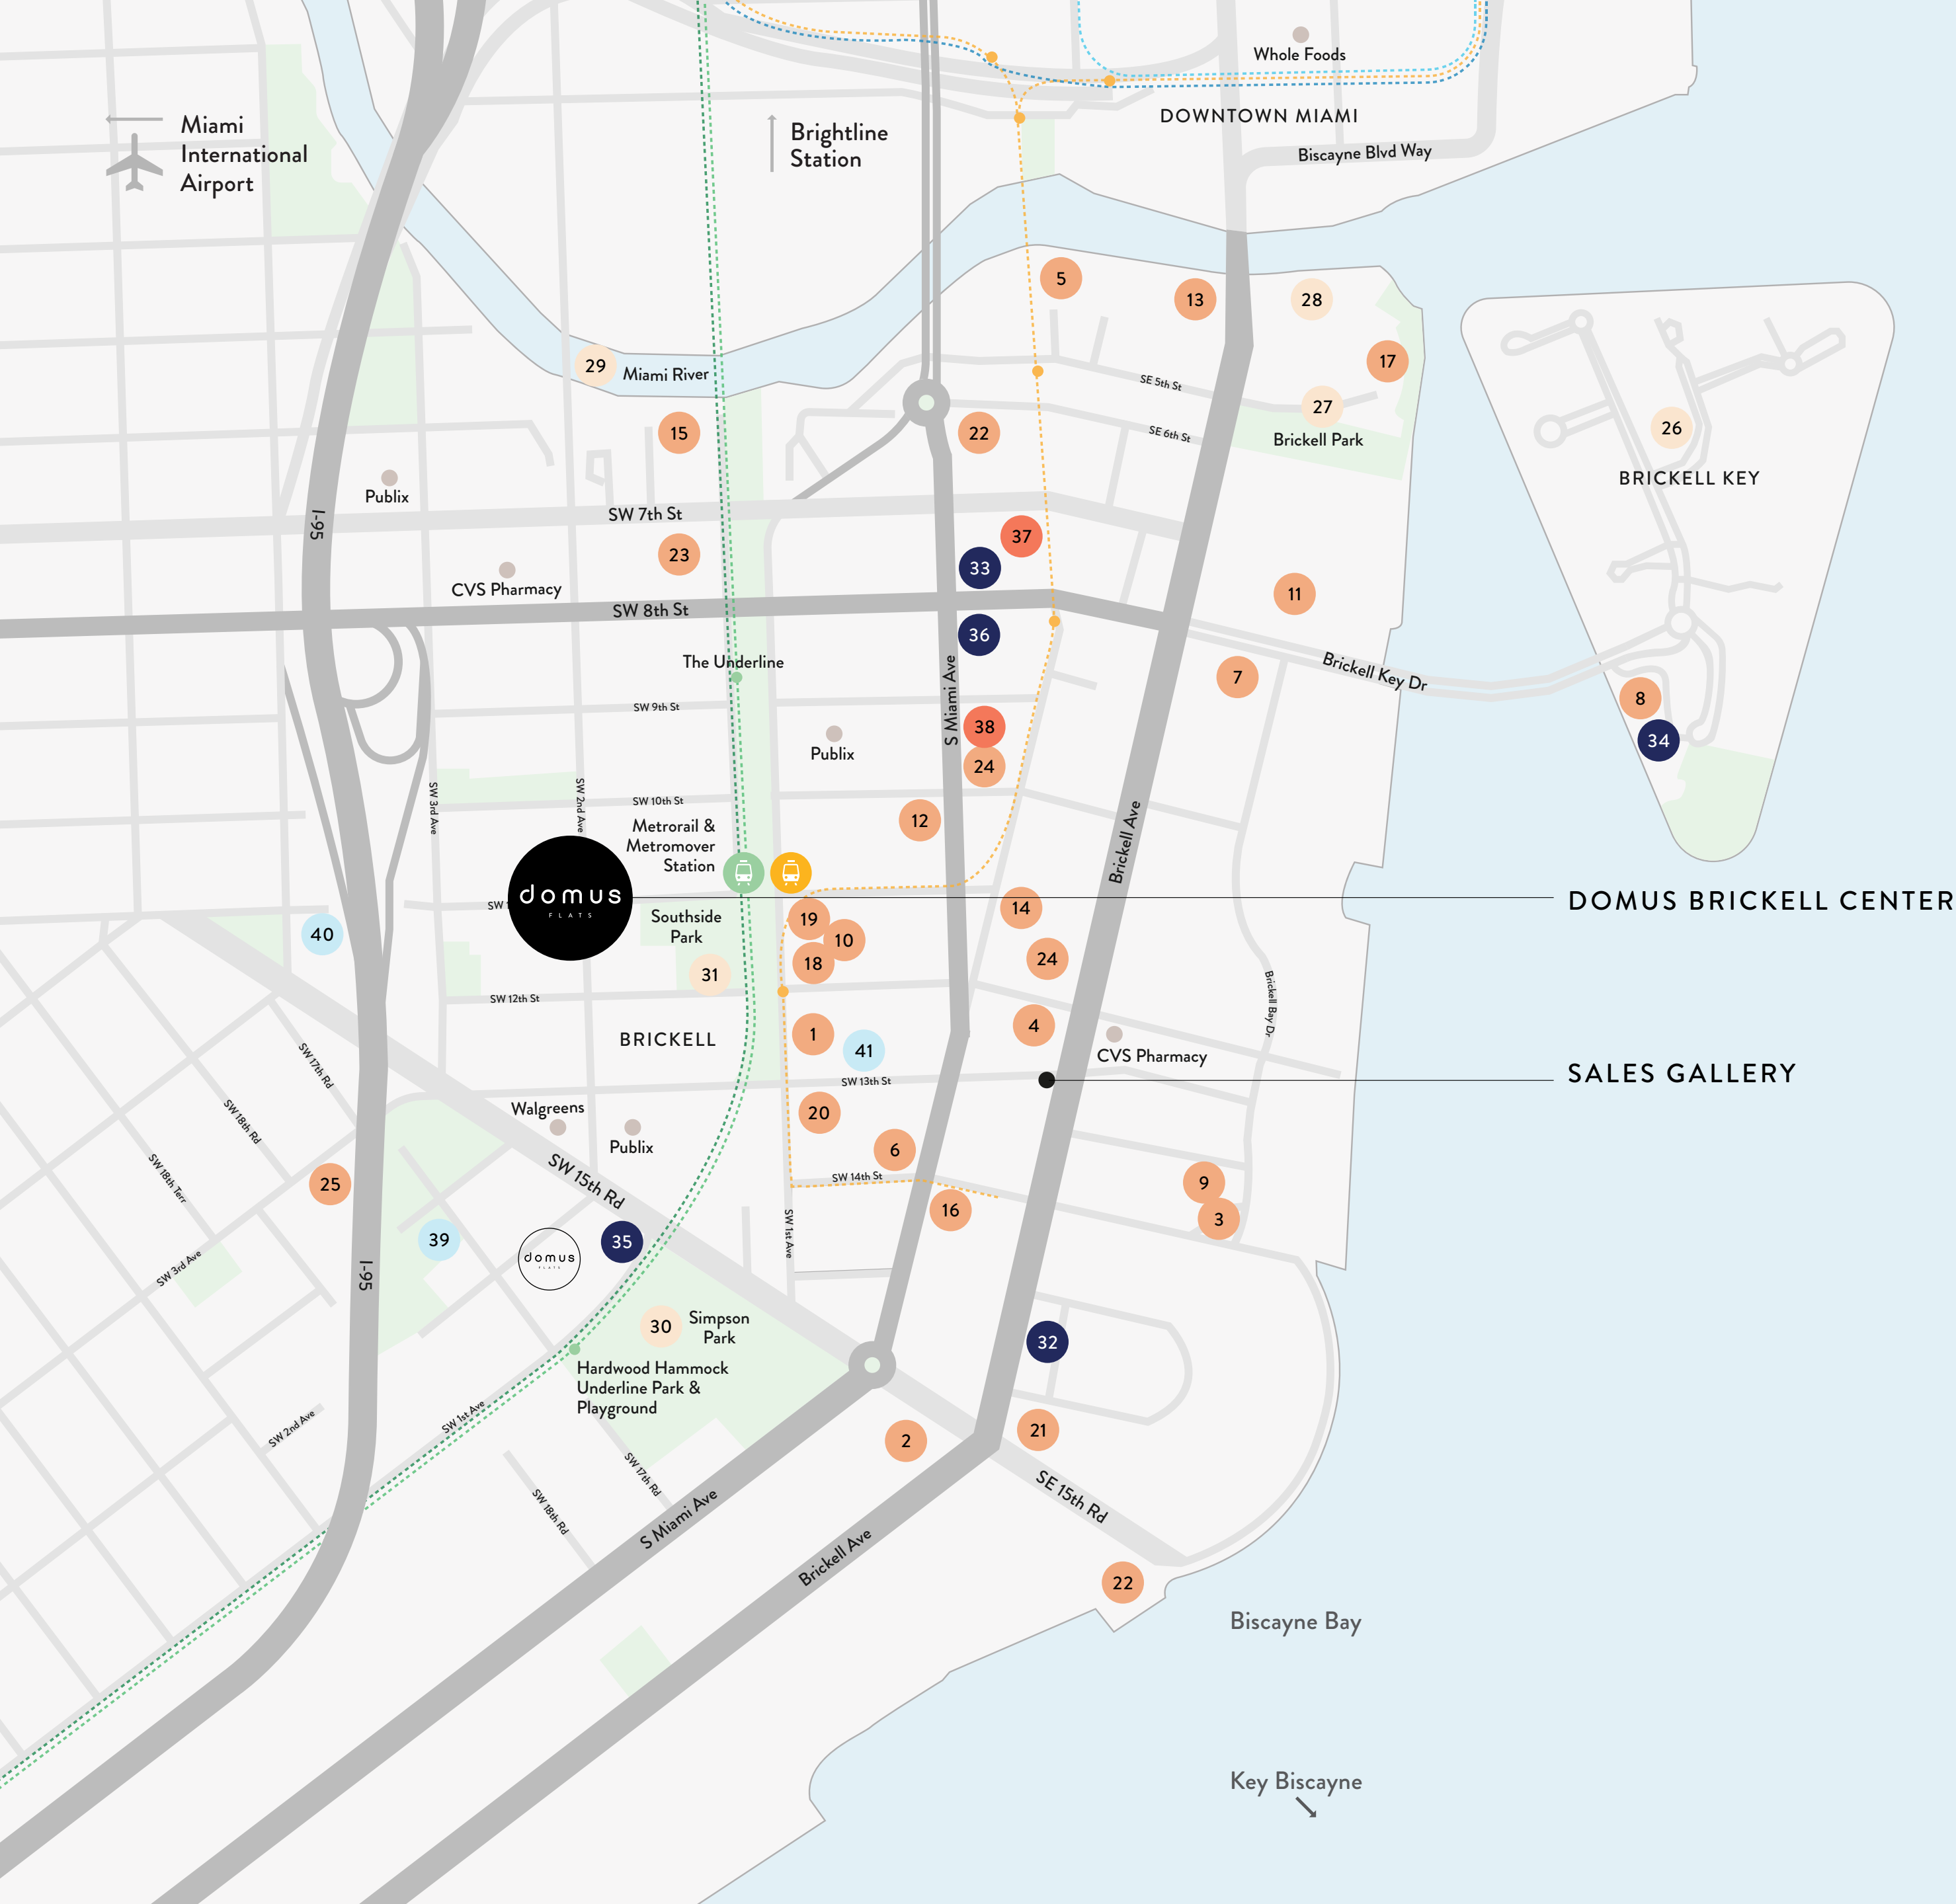 Whole Foods
DOWNTOWN MIAMI
Biscayne Blvd Way
Miami
International
Airport
Brightline
Station
5
13
28
17
27
Brickell Park
SE 5th St
SE 6th St
29
Miami River
15
22
26
BRICKELL KEY
Publix
I-95
SW 7th St
37
33
23
CVS Pharmacy
11
SW 8th St
36
The Underline
7
Brickell Key Dr
8
34
SW 9th St
S Miami Ave
38
24
Publix
SW 3rd Ave
SW 2nd Ave
SW 10th St
12
Brickell Ave
Metrorail &
Metromover
Station
domus
FLATS
SW 1
DOMUS BRICKELL CENTER
Southside
Park
19
10
18
14
24
40
31
SW 12th St
Brickell Bay Dr
BRICKELL
1
41
4
CVS Pharmacy
SW 13th St
SALES GALLERY
SW 17th Rd
SW 18th Rd
SW 18th Terr
Walgreens
Publix
20
6
SW 15th Rd
SW 14th St
25
9
3
16
SW 1st Ave
39
domus
FLATS
35
SW 3rd Ave
I-95
30
Simpson
Park
32
Hardwood Hammock
Underline Park &
Playground
SW 2nd Ave
SW 1st Ave
2
21
SW 17th Rd
SW 18th Rd
S Miami Ave
SE 15th Rd
Brickell Ave
22
Biscayne Bay
Key Biscayne